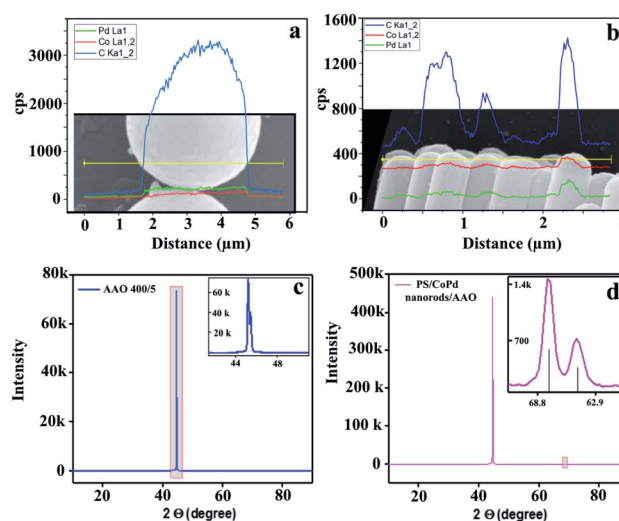 a
Pd La1
Co La1,2
C Ka1_2
cps
3000
2000
1000
0
0 1 2 3 4 5 6
Distance (µm)
b
C Ka1_2
Co La1,2
Pd La1
cps
1600
1200
800
400
0
0 1 2
Distance (µm)
c
AAO 400/5
Intensity
80k
60k
40k
20k
0
60 k
40 k
20 k
44 48
20 40 60 80
2 Θ (degree)
d
PS/CoPd
nanorods/AAO
Intensity
500k
400k
300 k
200 k
100 k
0
1.4k
700
68.8 62.9
20 40 60 80
2 Θ (degree)